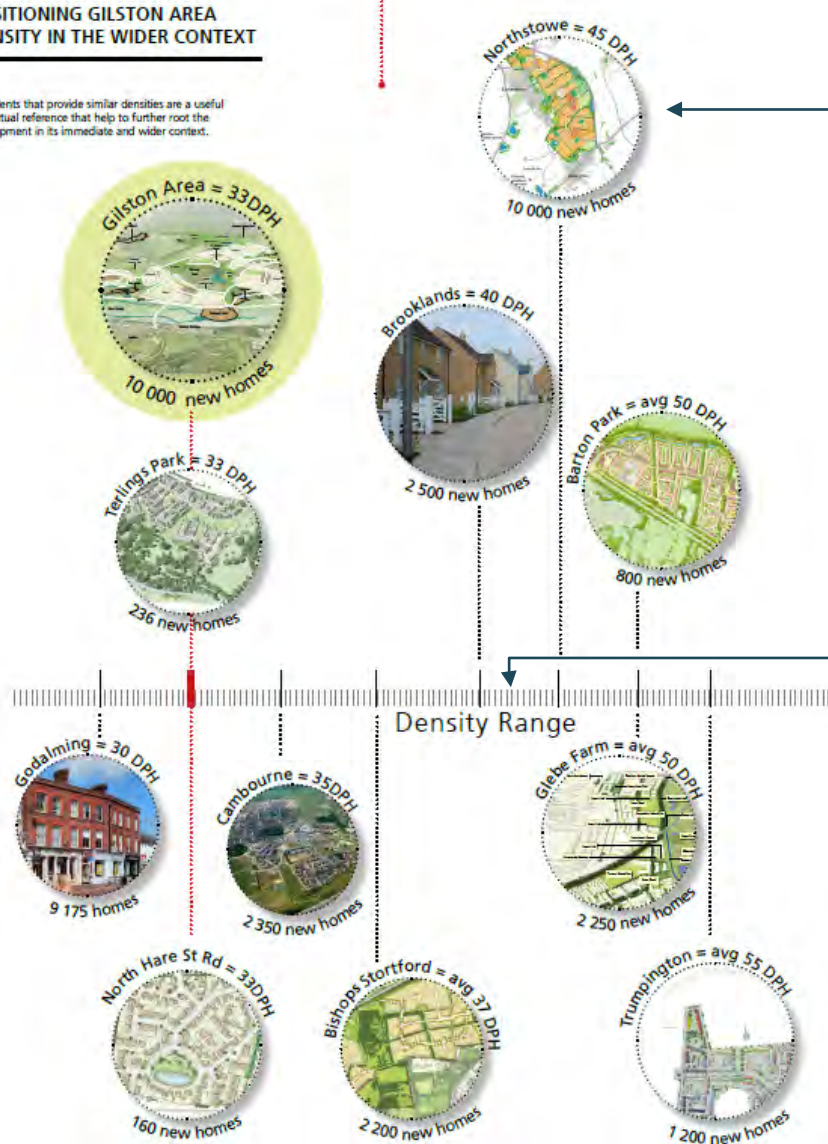 SITIONING GILSTON AREA
NSITY IN THE WIDER CONTEXT
ents that provide similar densities are a useful
tual reference that help to further root the
pment in its immediate and wider context.
Northstowe = 45 DPH
10 000 new homes
Gilston Area = 33DPH
10 000 new homes
Brooklands = 40 DPH
2 500 new homes
Barton Park = avg 50 DPH
800 new homes
Terlings Park = 33 DPH
236 new homes
Density Range
Godalming = 30 DPH
9 175 homes
Cambourne = 35DPH
2 350 new homes
Glebe Farm = avg 50 DPH
2 250 new homes
North Hare St Rd = 33DPH
160 new homes
Bishops Stortford = avg 37 DPH
2 200 new homes
Trumpington = avg 55 DPH
1 200 new homes